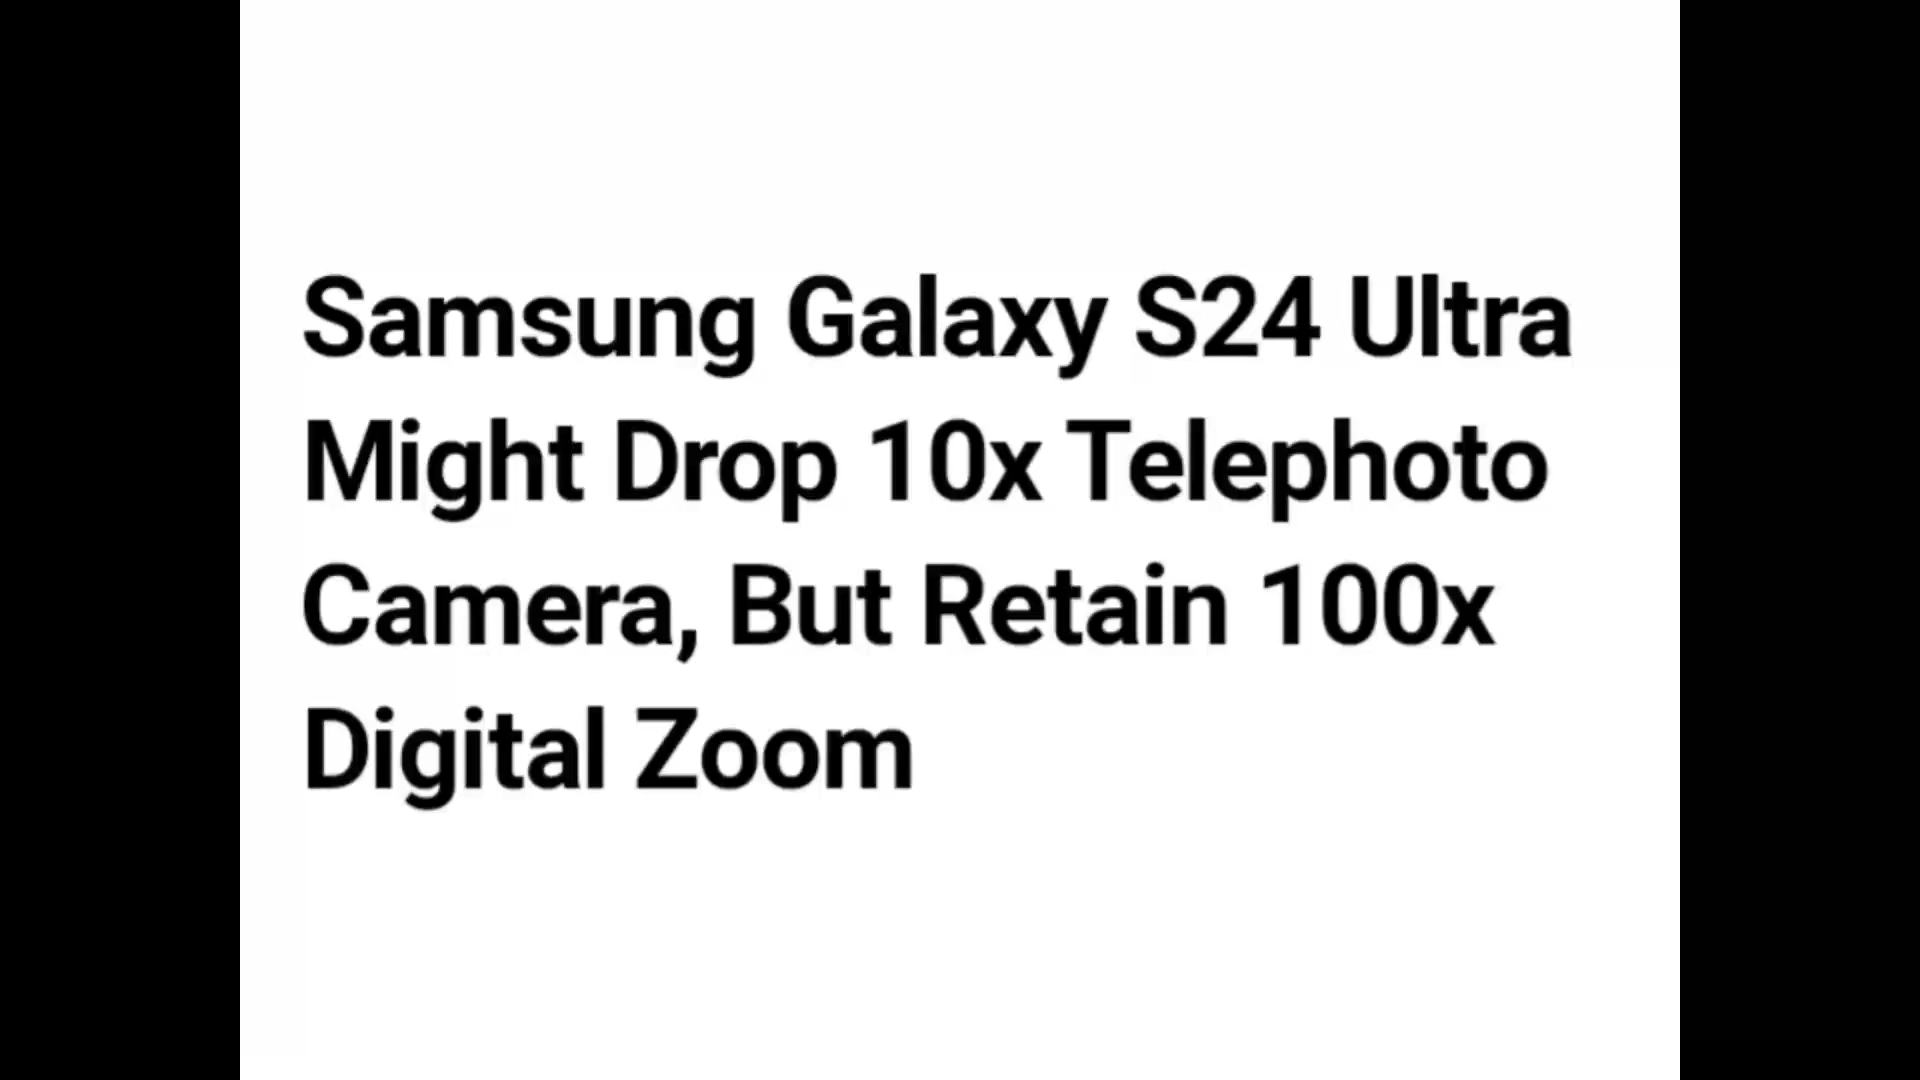 Samsung Galaxy S24 Ultra
Might Drop 10x Telephoto
Camera, But Retain 100x
Digital Zoom